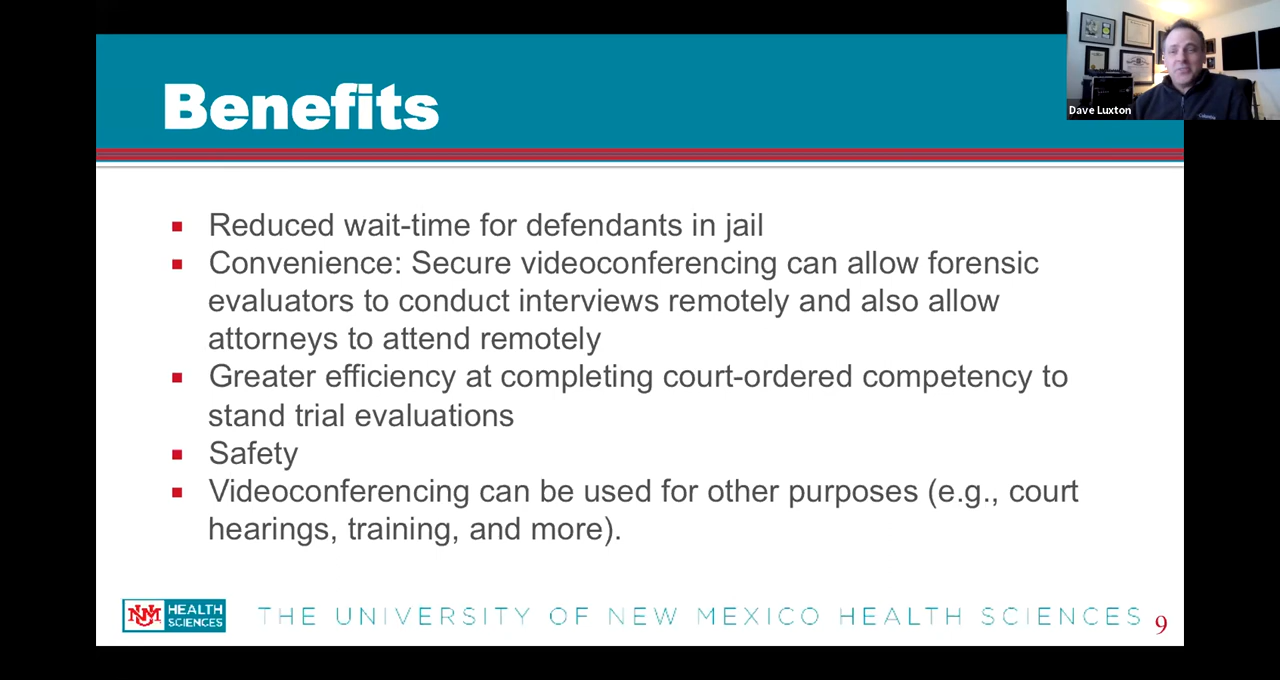 Benefits
Dave Luxton
Reduced wait-time for defendants in jail
Convenience: Secure videoconferencing can allow forensic
evaluators to conduct interviews remotely and also allow
attorneys to attend remotely
Greater efficiency at completing court-ordered competency to
stand trial evaluations
Safety
Videoconferencing can be used for other purposes (e.g., court
hearings, training, and more).
UNM HEALTH
SCIENCES
THE UNIVERSITY OF NEW MEXICO HEALTH SCIENCES
9